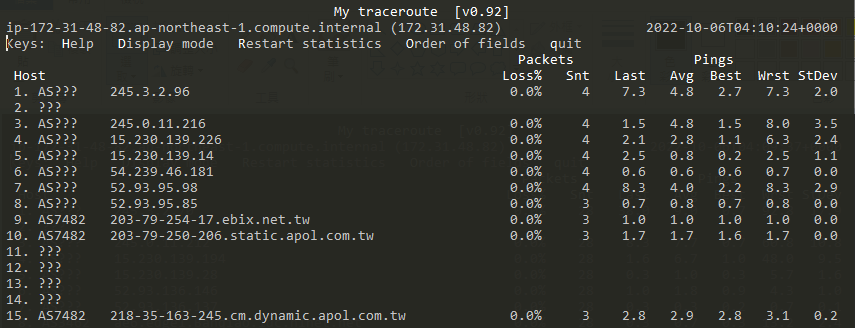 My traceroute [v0.92]
ip-172-31-48-82.ap-northeast-1.compute.internal (172.31.48.82) 2022-10-06T04:10:24+0000
Keys: Help Display mode Restart statistics Order of fields quit
Packets Pings
Host Loss% Snt Last Avg Best Wrst StDev
1. AS??? 245.3.2.96 0.0% 4 7.3 4.8 2.7 7.3 2.0
2. ???
3. AS??? 245.0.11.216 0.0% 4 1.5 4.8 1.5 8.0 3.5
4. AS??? 15.230.139.226 0.0% 4 2.1 2.8 1.1 6.3 2.4
5. AS??? 15.230.139.14 0.0% 4 2.5 0.8 0.2 2.5 1.1
6. AS??? 54.239.46.181 0.0% 4 0.6 0.6 0.6 0.7 0.0
7. AS??? 52.93.95.98 0.0% 4 8.3 4.0 2.2 8.3 2.9
8. AS??? 52.93.95.85 0.0% 3 0.7 0.8 0.7 0.8 0.0
9. AS7482 203-79-254-17.ebix.net.tw 0.0% 3 1.0 1.0 1.0 1.0 0.0
10. AS7482 203-79-250-206.static.apol.com.tw 0.0% 3 1.7 1.7 1.6 1.7 0.0
11. ???
12. ???
13. ???
14. ???
15. AS7482 218-35-163-245.cm.dynamic.apol.com.tw 0.0% 3 2.8 2.9 2.8 3.1 0.2